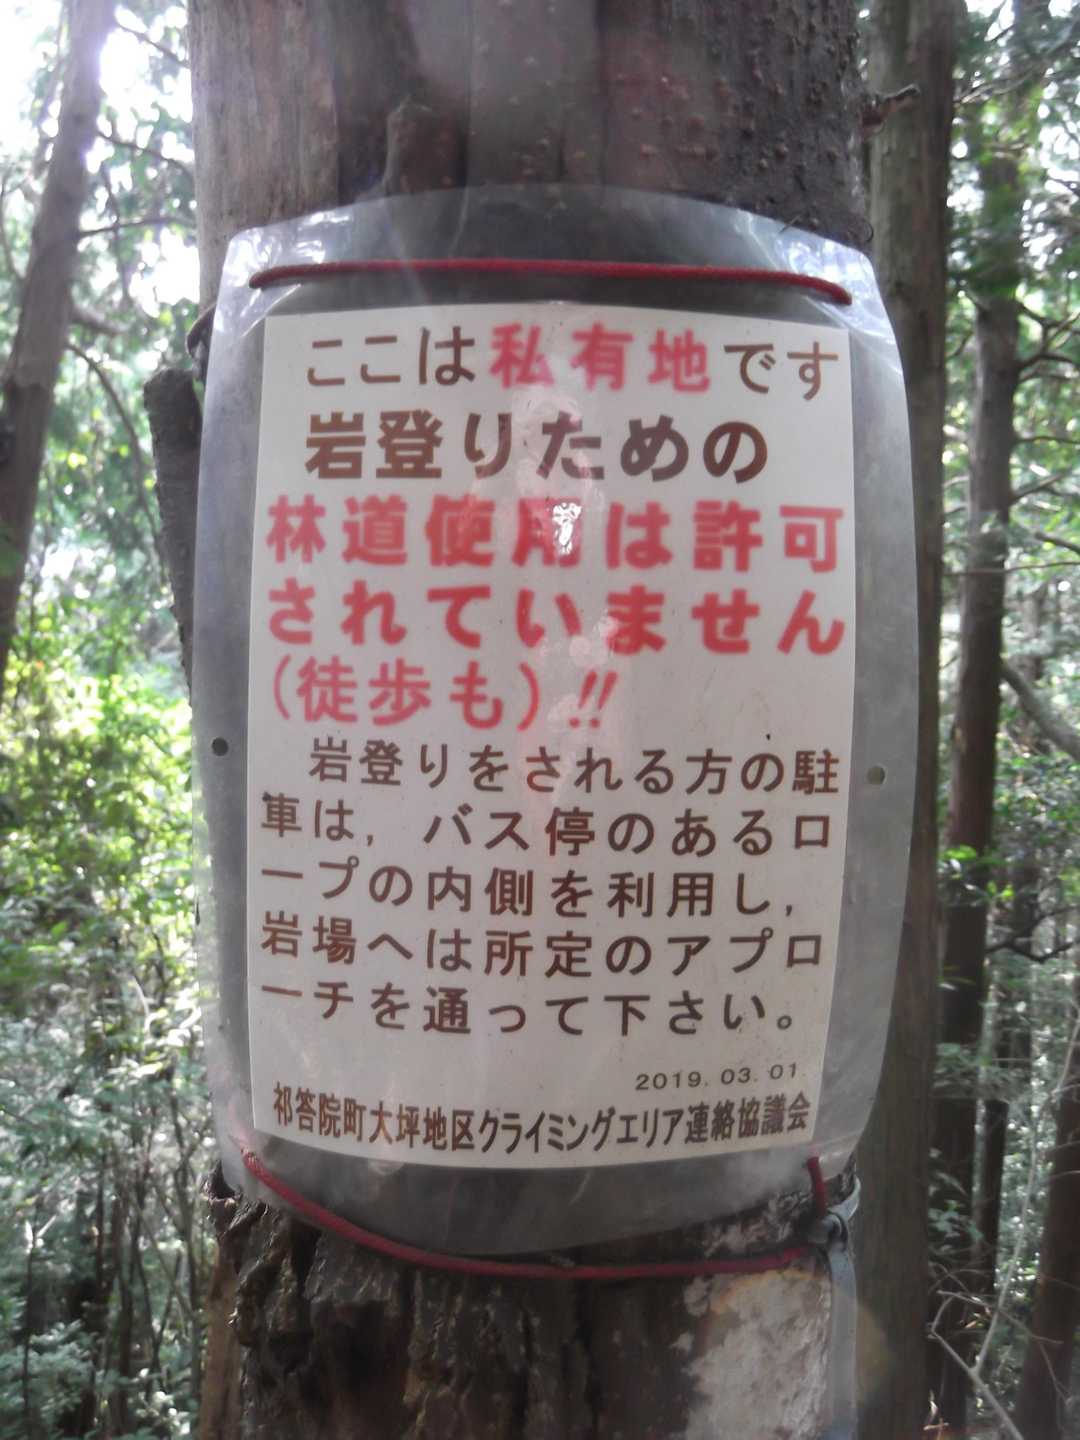 ここは私有地です
岩登りための
林道使用は許可
されていません
(徒歩も)!!
岩登りをされる方の駐
車は,バス停のあるロ
ープの内側を利用し,
岩場へは所定のアプロ
ーチを通って下さい。
2019.03.01
祁答院町大坪地区クライミングエリア連絡協議会